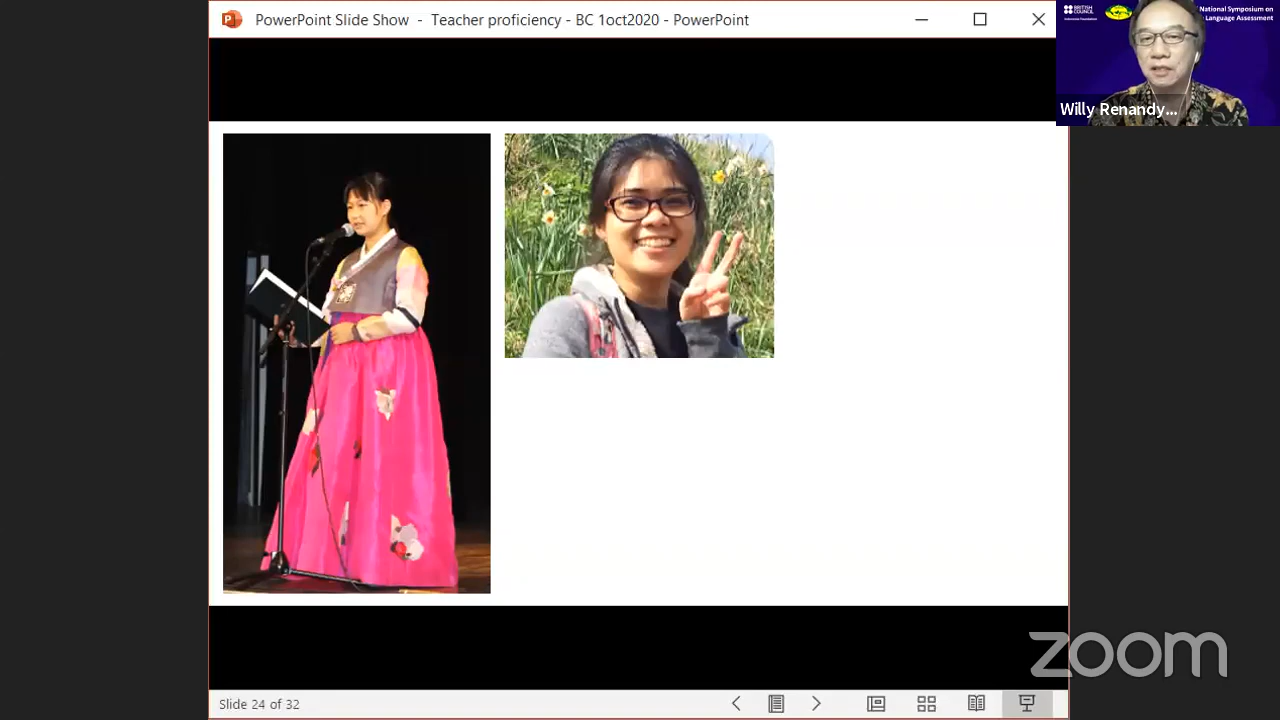 PowerPoint Slide Show - Teacher proficiency - BC 1oct2020 - PowerPoint
BRITISH
COUNCIL
National Symposium on
Language Assessment
Willy Renandy...
zoom
Slide 24 of 32